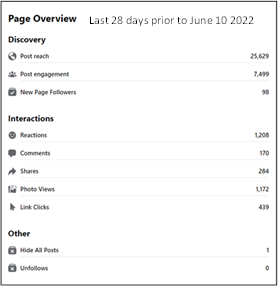 Page Overview Last 28 days prior to June 10 2022
Discovery
Post reach 25,629
Post engagement 7,499
New Page Followers 98
Interactions
Reactions 1,208
Comments 170
Shares 284
Photo Views 1,172
Link Clicks 439
Other
Hide All Posts 1
Unfollows 0